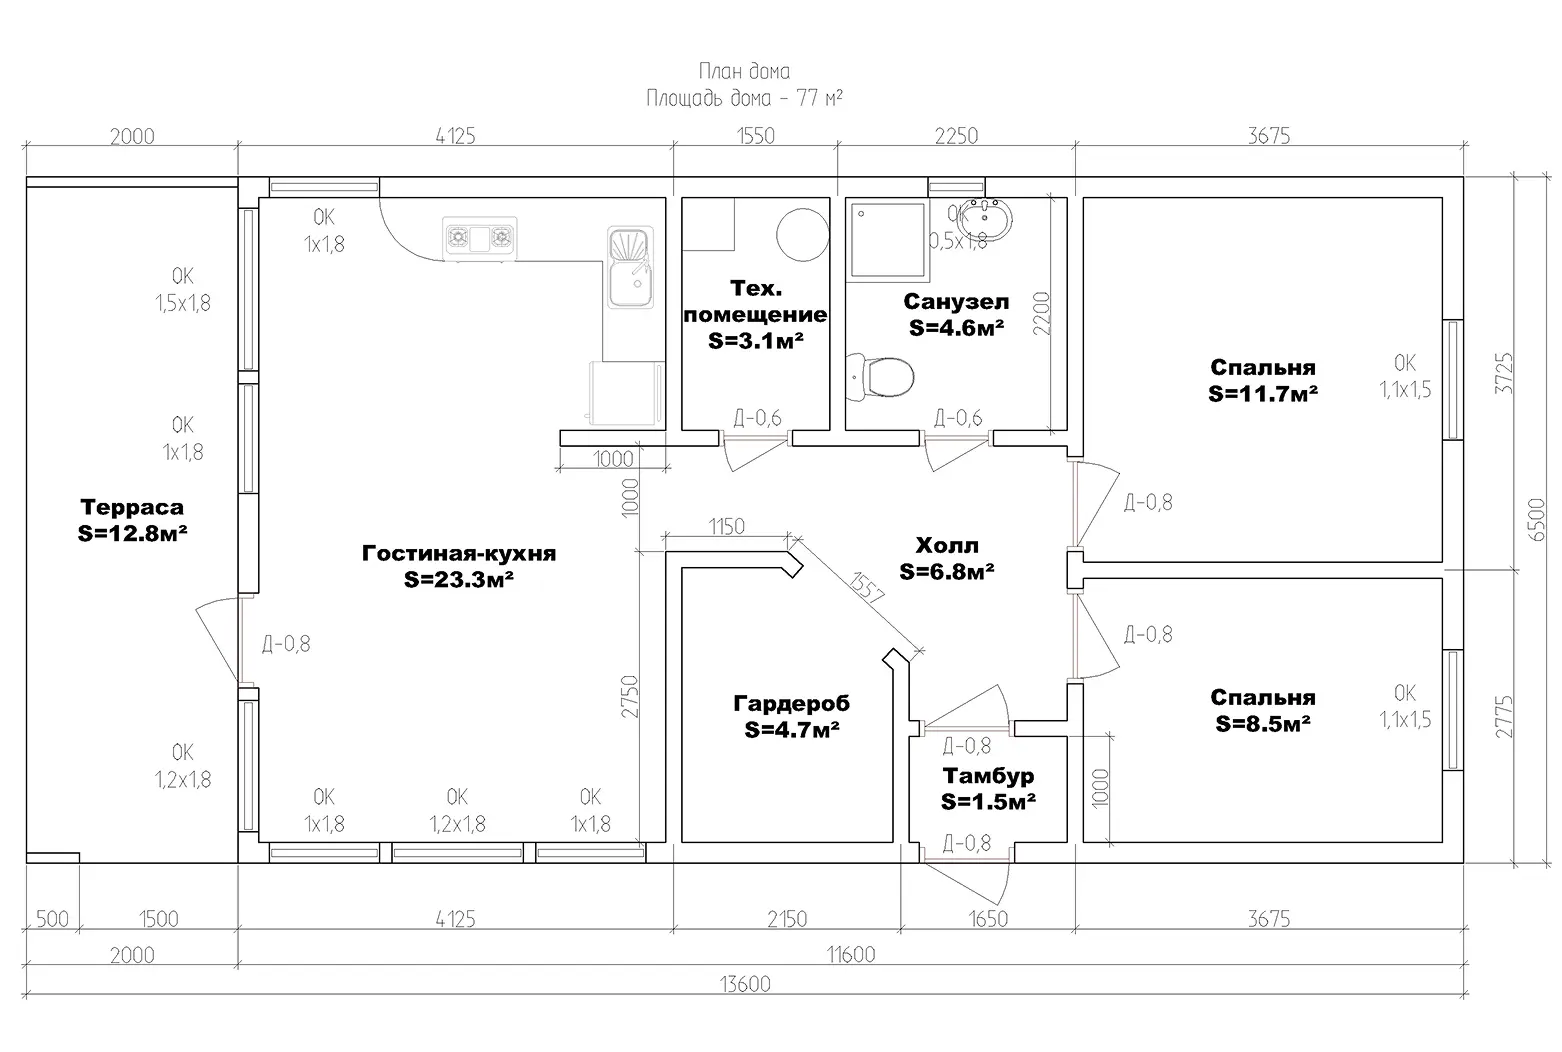 План дома
Площадь дома - 77 м²
2000
4125
1550
2250
3675
ОК
1х1,8
ОК
0,5х1,8
ОК
1,5х1,8
Тех.
помещение
S=3.1м²
Санузел
S=4.6м²
2200
Спальня
S=11.7м²
ОК
1,1х1,5
3725
ОК
1х1,8
Д-0,6
Д-0,6
1000
1000
Терраса
S=12.8м²
Гостиная-кухня
S=23.3м²
1150
1557
Холл
S=6.8м²
Д-0,8
6500
Д-0,8
Д-0,8
2750
Гардероб
S=4.7м²
Спальня
S=8.5м²
ОК
1,1х1,5
2775
ОК
1,2х1,8
ОК
1х1,8
ОК
1,2х1,8
ОК
1х1,8
Д-0,8
Тамбур
S=1.5м²
1000
Д-0,8
500
1500
4125
2150
1650
3675
2000
11600
13600